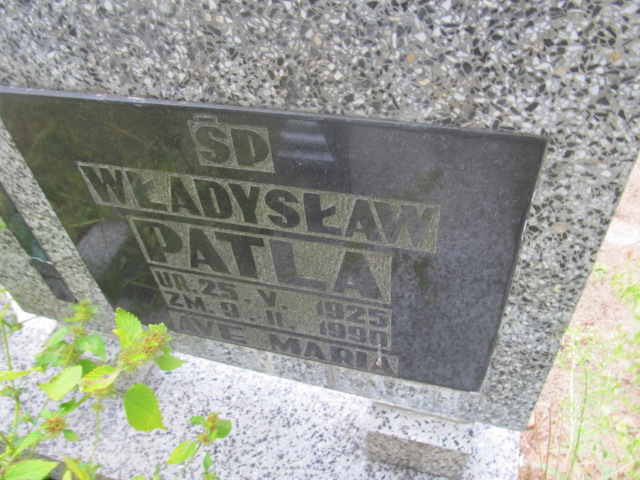 ŚP
WŁADYSŁAW
PATLA
UR. 25. V. 1925
ZM. 9. II. 1990
AVE MARIA